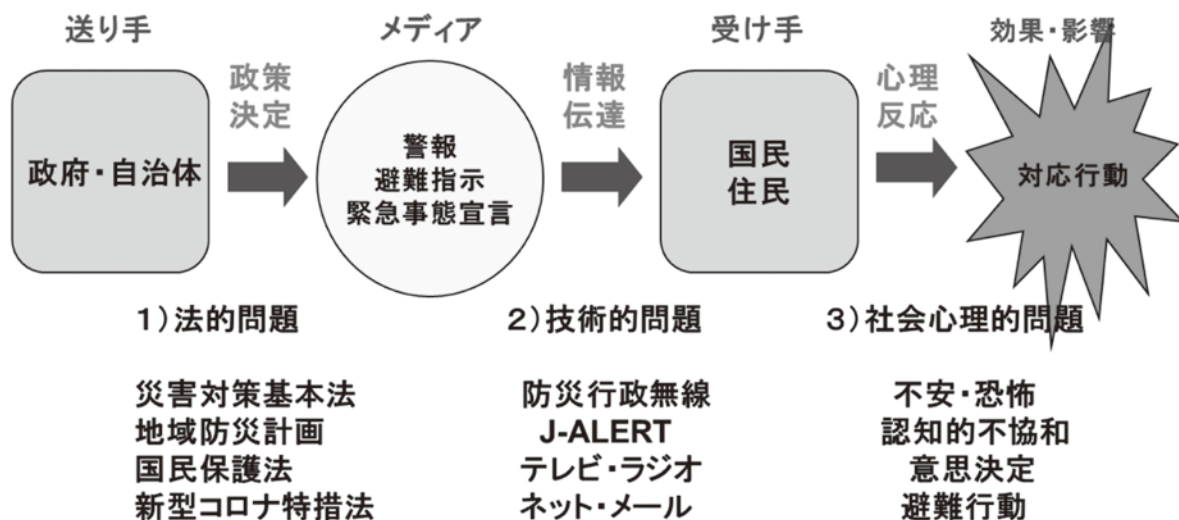 送り手
メディア
受け手
効果・影響
政策
決定
情報
伝達
心理
反応
政府・自治体
警報
避難指示
緊急事態宣言
国民
住民
対応行動
1)法的問題
2)技術的問題
3)社会心理的問題
災害対策基本法
地域防災計画
国民保護法
新型コロナ特措法
防災行政無線
J-ALERT
テレビ・ラジオ
ネット・メール
不安・恐怖
認知的不協和
意思決定
避難行動